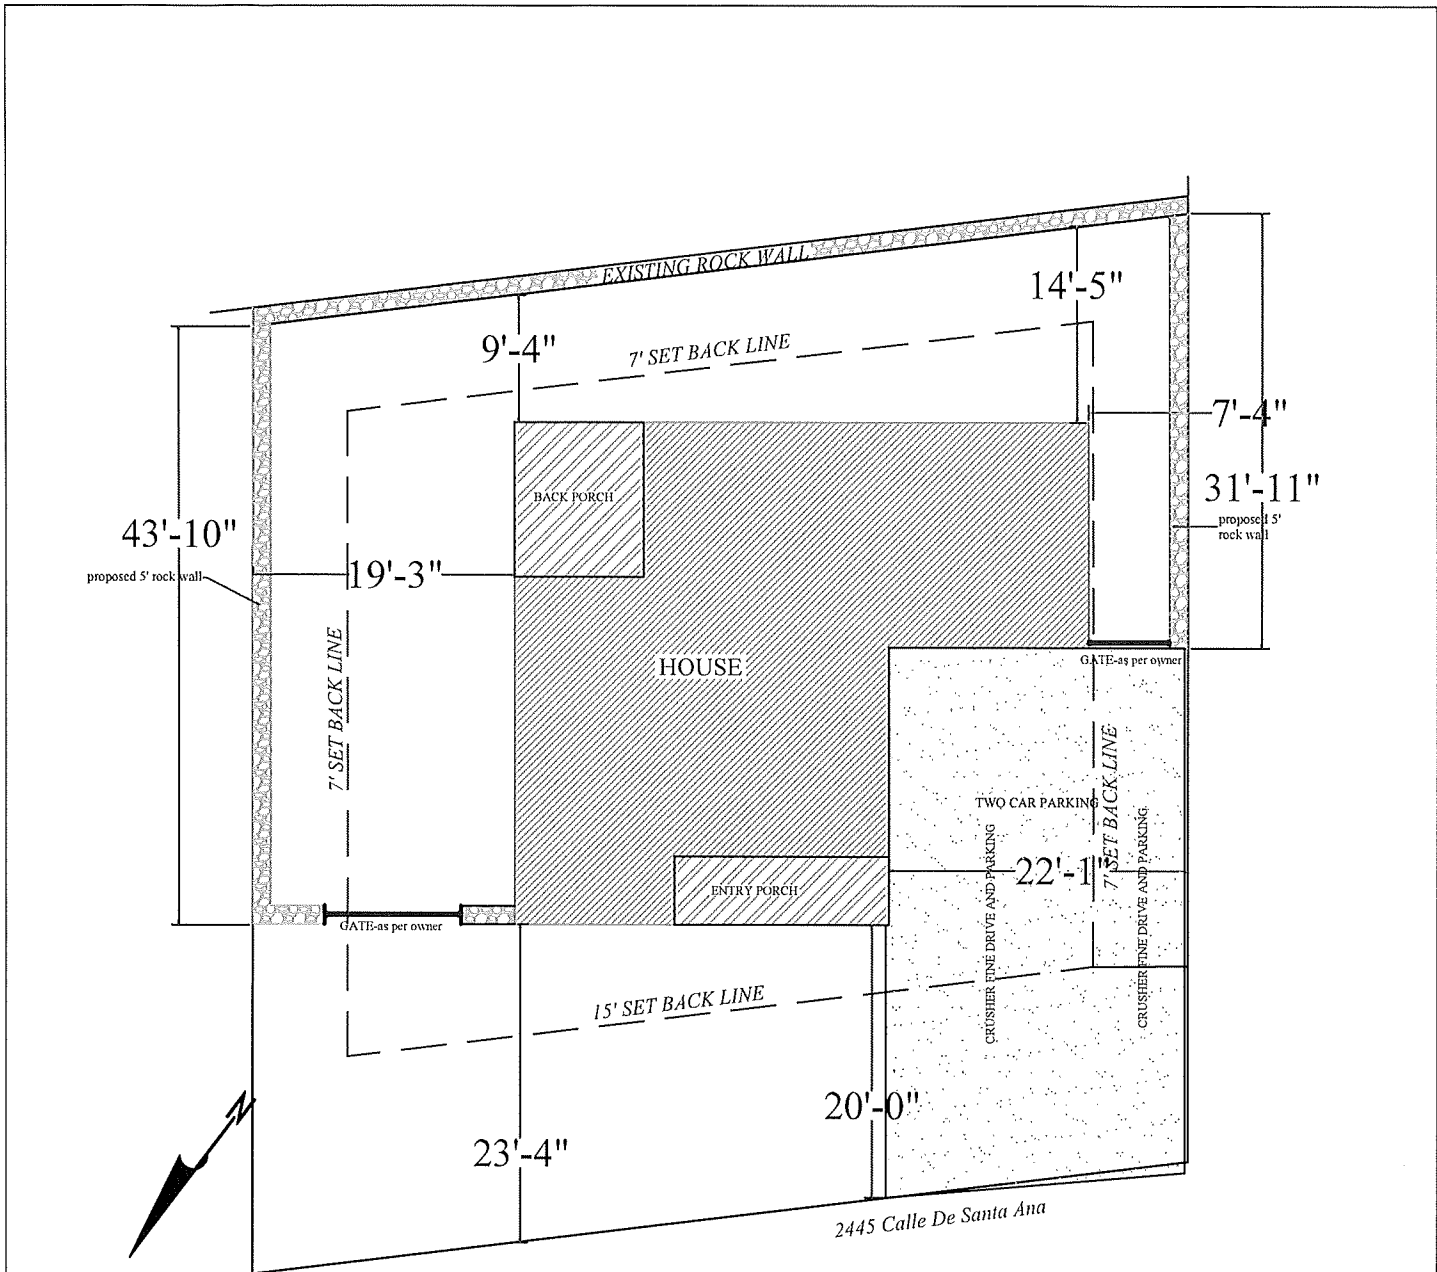 EXISTING ROCK WALL
14'-5"
9'-4"
7' SET BACK LINE
7'-4"
31'-11"
BACK PORCH
proposed 5'
rock wall
43'-10"
proposed 5' rock wall
19'-3"
7' SET BACK LINE
HOUSE
GATE-as per owner
TWO CAR PARKING
7' SET BACK LINE
22'-1"
ENTRY PORCH
CRUSHER FINE DRIVE AND PARKING
CRUSHER FINE DRIVE AND PARKING
GATE-as per owner
15' SET BACK LINE
N
20'-0"
23'-4"
2445 Calle De Santa Ana